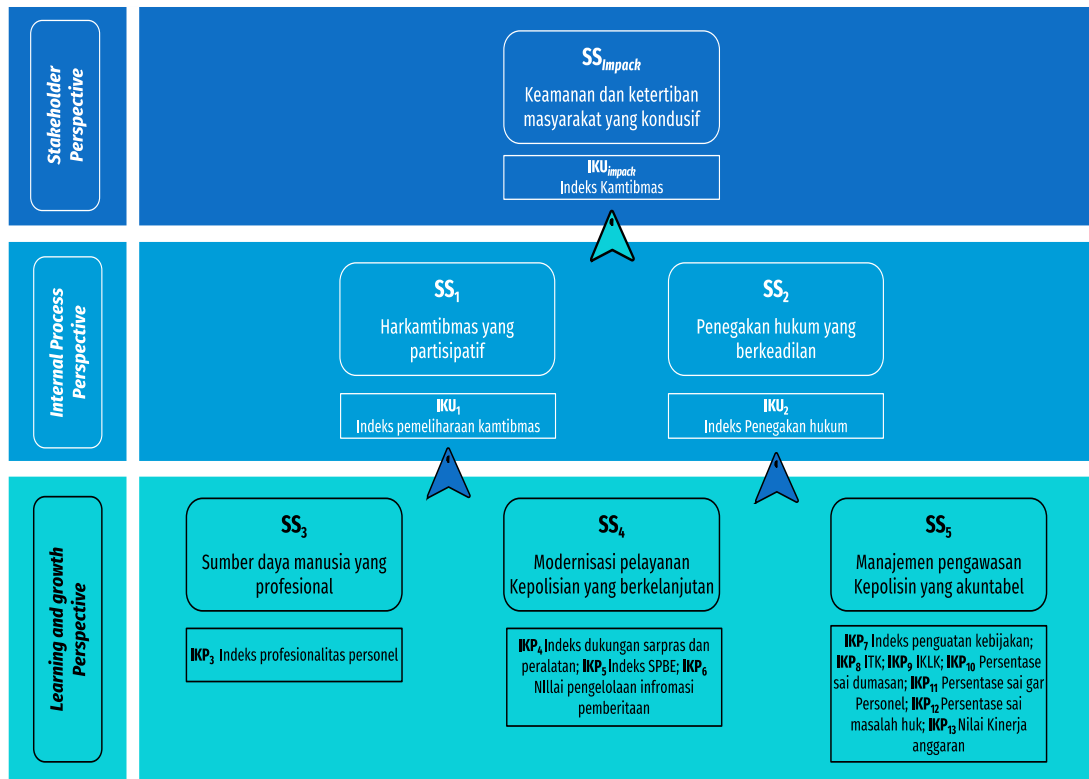 Stakeholder
Perspective
SSImpack
Keamanan dan ketertiban
masyarakat yang kondusif
IKUimpack
Indeks Kamtibmas
Internal Process
Perspective
SS1
Harkamtibmas yang
partisipatif
IKU1
Indeks pemeliharaan kamtibmas
SS2
Penegakan hukum yang
berkeadilan
IKU2
Indeks Penegakan hukum
Learning and growth
Perspective
SS3
Sumber daya manusia yang
profesional
IKP3 Indeks profesionalitas personel
SS4
Modernisasi pelayanan
Kepolisian yang berkelanjutan
IKP4 Indeks dukungan sarpras dan
peralatan; IKP5 Indeks SPBE; IKP6
NIllai pengelolaan infromasi
pemberitaan
SS5
Manajemen pengawasan
Kepolisin yang akuntabel
IKP7 Indeks penguatan kebijakan;
IKP8 ITK; IKP9 IKLK; IKP10 Persentase
sai dumasan; IKP11 Persentase sai gar
Personel; IKP12 Persentase sai
masalah huk; IKP13 Nilai Kinerja
anggaran